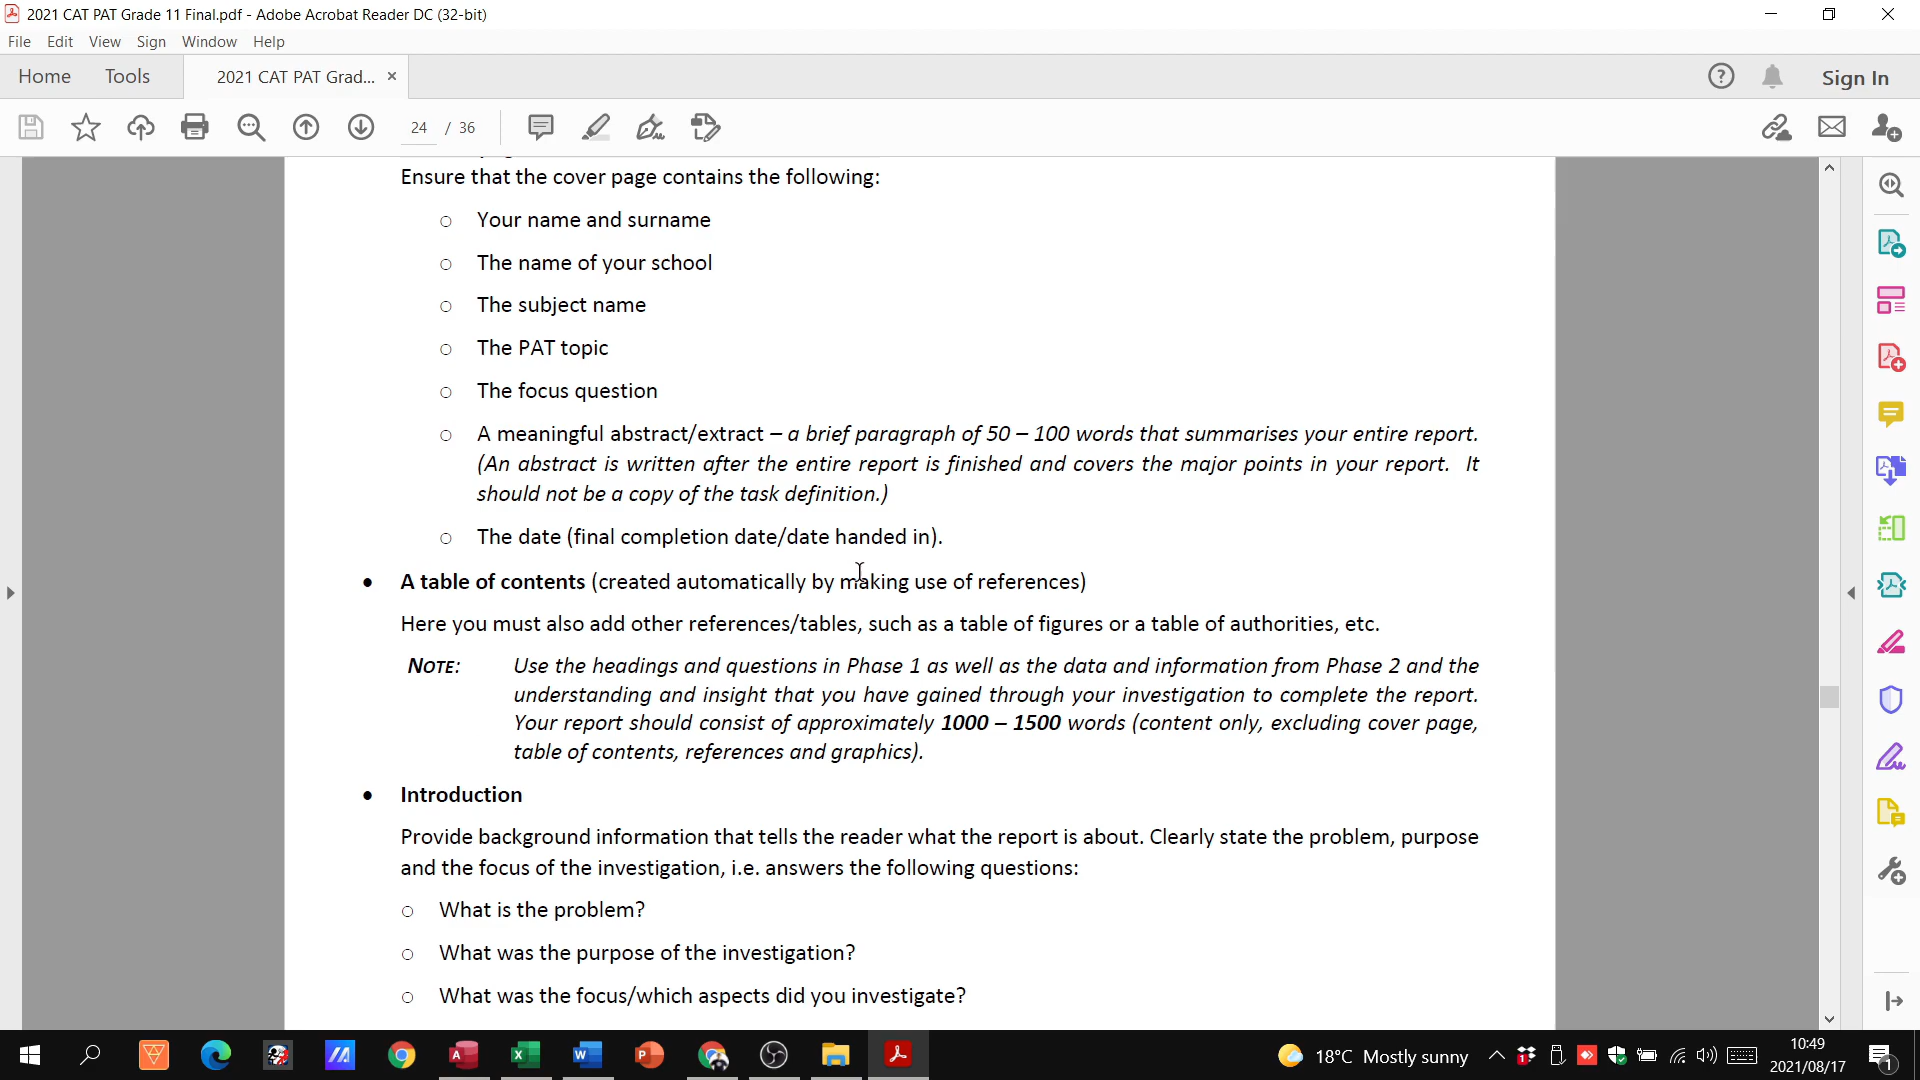 2021 CAT PAT Grade 11 Final.pdf - Adobe Acrobat Reader DC (32-bit)
File Edit View Sign Window Help
Home Tools 2021 CAT PAT Grad... × Sign In
24 / 36
Ensure that the cover page contains the following:
○ Your name and surname
○ The name of your school
○ The subject name
○ The PAT topic
○ The focus question
○ A meaningful abstract/extract – a brief paragraph of 50 – 100 words that summarises your entire report.
(An abstract is written after the entire report is finished and covers the major points in your report. It
should not be a copy of the task definition.)
○ The date (final completion date/date handed in).
• A table of contents (created automatically by making use of references)
Here you must also add other references/tables, such as a table of figures or a table of authorities, etc.
NOTE: Use the headings and questions in Phase 1 as well as the data and information from Phase 2 and the
understanding and insight that you have gained through your investigation to complete the report.
Your report should consist of approximately 1000 – 1500 words (content only, excluding cover page,
table of contents, references and graphics).
• Introduction
Provide background information that tells the reader what the report is about. Clearly state the problem, purpose
and the focus of the investigation, i.e. answers the following questions:
○ What is the problem?
○ What was the purpose of the investigation?
○ What was the focus/which aspects did you investigate?
18°C Mostly sunny
10:49
2021/08/17
1